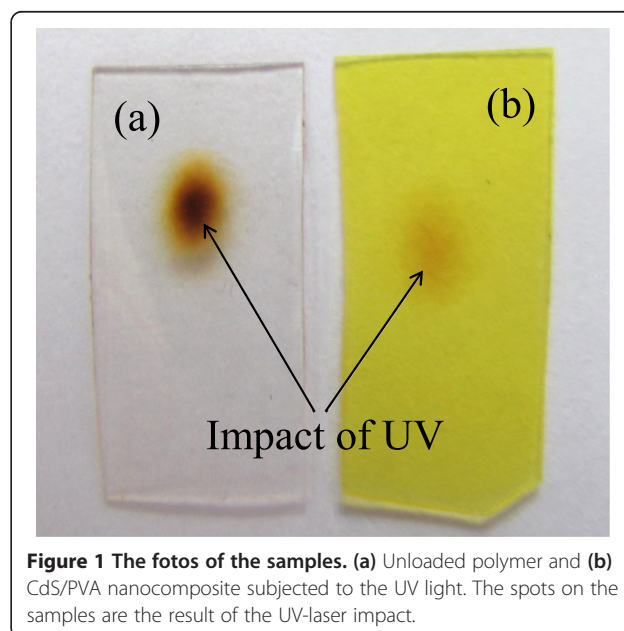 (a)
(b)
Impact of UV
Figure 1 The fotos of the samples. (a) Unloaded polymer and (b)
CdS/PVA nanocomposite subjected to the UV light. The spots on the
samples are the result of the UV-laser impact.